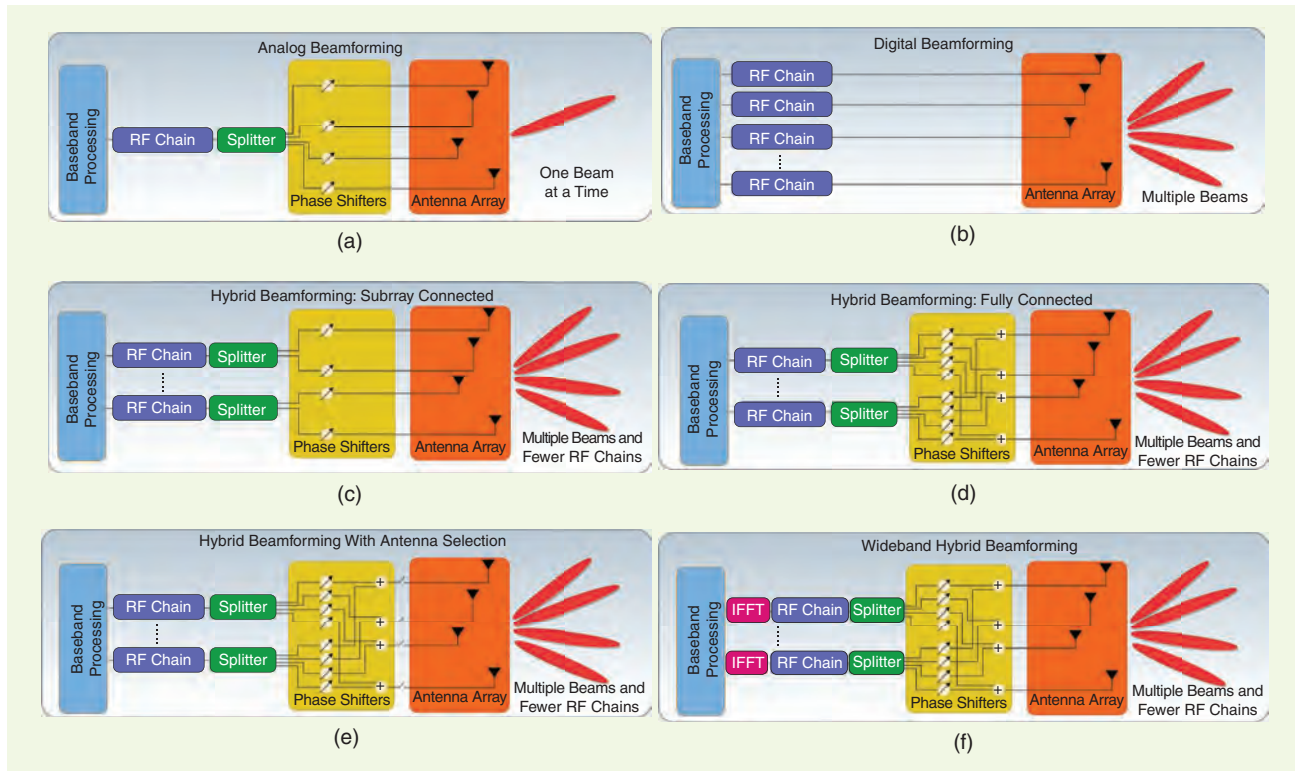 Analog Beamforming
Baseband
Processing
RF Chain
Splitter
Phase Shifters
Antenna Array
One Beam
at a Time
(a)
Digital Beamforming
Baseband
Processing
RF Chain
RF Chain
RF Chain
RF Chain
Antenna Array
Multiple Beams
(b)
Hybrid Beamforming: Subrray Connected
Baseband
Processing
RF Chain
Splitter
RF Chain
Splitter
Phase Shifters
Antenna Array
Multiple Beams and
Fewer RF Chains
(c)
Hybrid Beamforming: Fully Connected
Baseband
Processing
RF Chain
Splitter
RF Chain
Splitter
+
+
+
+
Phase Shifters
Antenna Array
Multiple Beams and
Fewer RF Chains
(d)
Hybrid Beamforming With Antenna Selection
Baseband
Processing
RF Chain
Splitter
RF Chain
Splitter
+
+
+
+
Phase Shifters
Antenna Array
Multiple Beams and
Fewer RF Chains
(e)
Wideband Hybrid Beamforming
Baseband
Processing
IFFT
RF Chain
Splitter
IFFT
RF Chain
Splitter
+
+
+
+
Phase Shifters
Antenna Array
Multiple Beams and
Fewer RF Chains
(f)